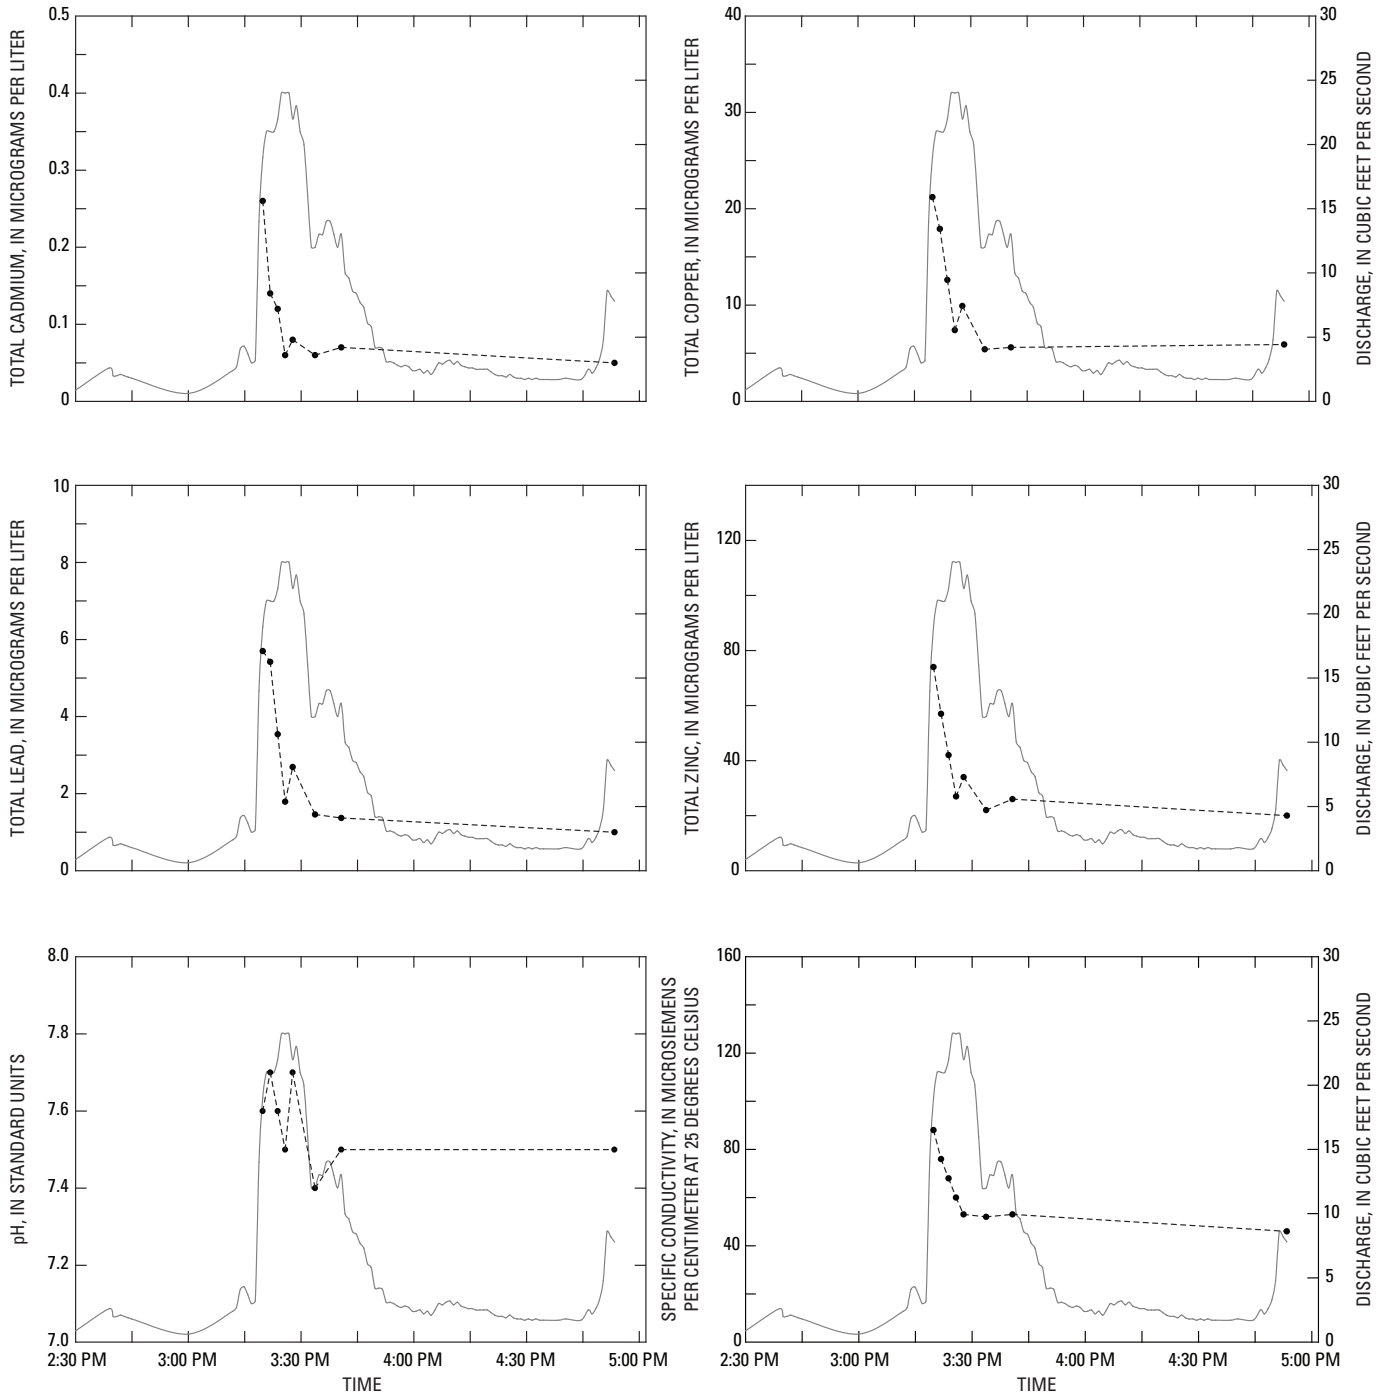 TOTAL CADMIUM, IN MICROGRAMS PER LITER
0.5
0.4
0.3
0.2
0.1
0
TOTAL COPPER, IN MICROGRAMS PER LITER
40
30
20
10
0
30
25
20
15
10
5
0
DISCHARGE, IN CUBIC FEET PER SECOND
TOTAL LEAD, IN MICROGRAMS PER LITER
10
8
6
4
2
0
TOTAL ZINC, IN MICROGRAMS PER LITER
120
80
40
0
30
25
20
15
10
5
0
DISCHARGE, IN CUBIC FEET PER SECOND
pH, IN STANDARD UNITS
8.0
7.8
7.6
7.4
7.2
7.0
2:30 PM
3:00 PM
3:30 PM
4:00 PM
4:30 PM
5:00 PM
TIME
SPECIFIC CONDUCTIVITY, IN MICROSIEMENS
PER CENTIMETER AT 25 DEGREES CELSIUS
160
120
80
40
0
30
25
20
15
10
5
0
DISCHARGE, IN CUBIC FEET PER SECOND
2:30 PM
3:00 PM
3:30 PM
4:00 PM
4:30 PM
5:00 PM
TIME